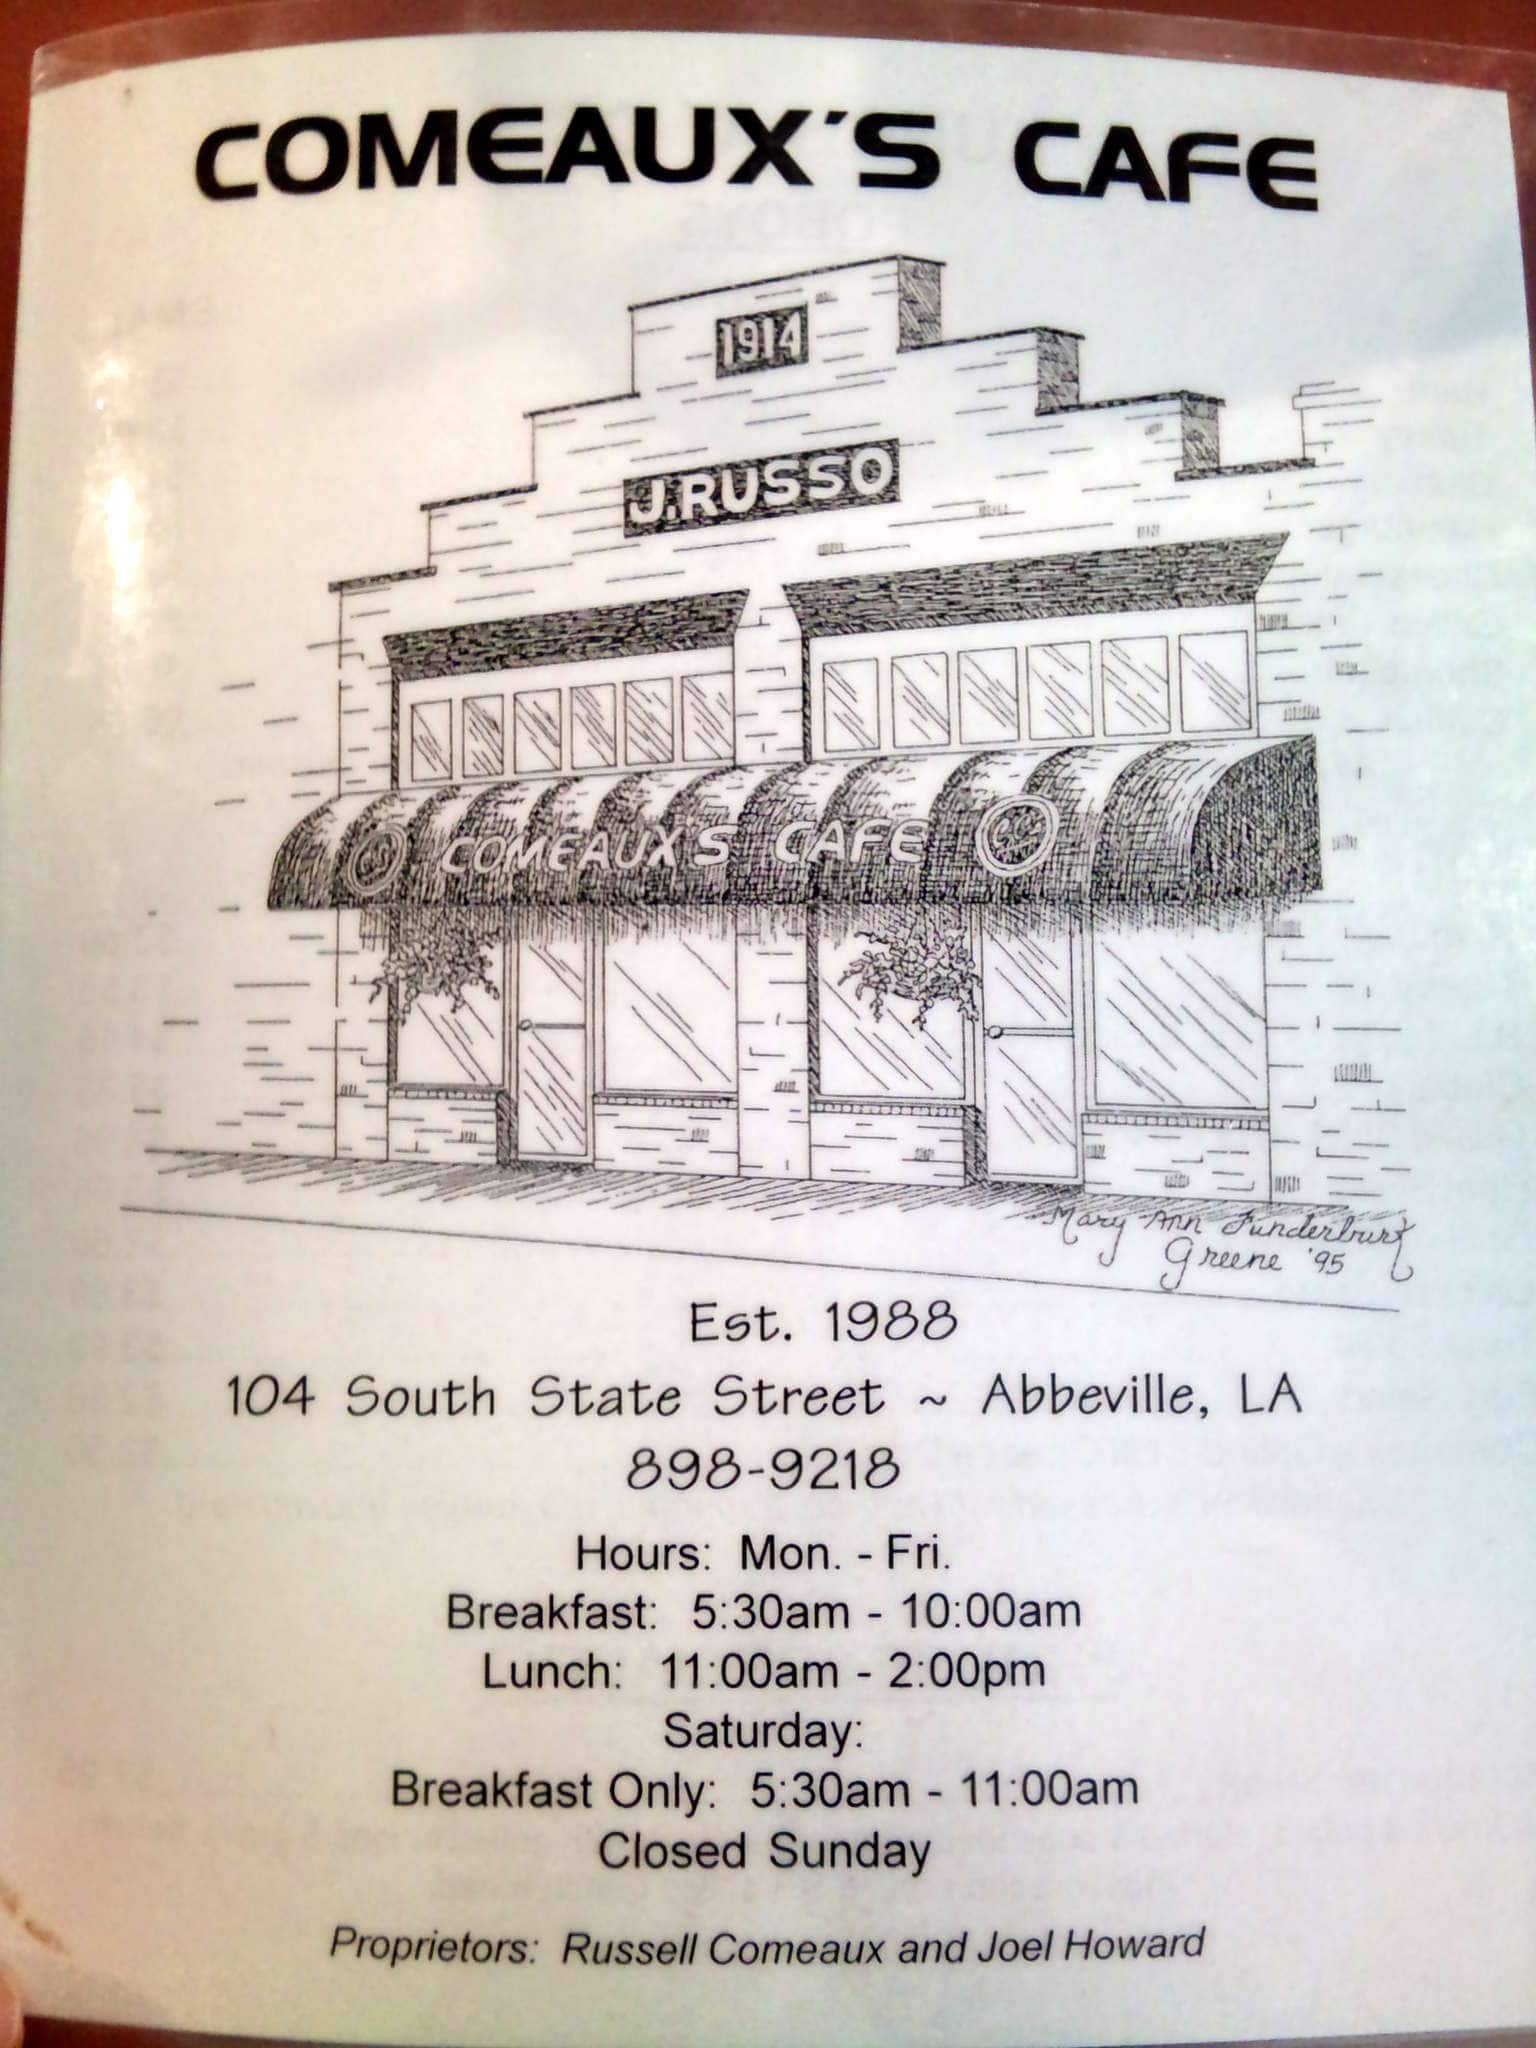 COMEAUX'S CAFE
1914
J. RUSSO
COMEAUX'S CAFE
Mary Ann Funderburk
Greene '95
Est. 1988
104 South State Street ~ Abbeville, LA
898-9218
Hours: Mon. - Fri.
Breakfast: 5:30am - 10:00am
Lunch: 11:00am - 2:00pm
Saturday:
Breakfast Only: 5:30am - 11:00am
Closed Sunday
Proprietors: Russell Comeaux and Joel Howard